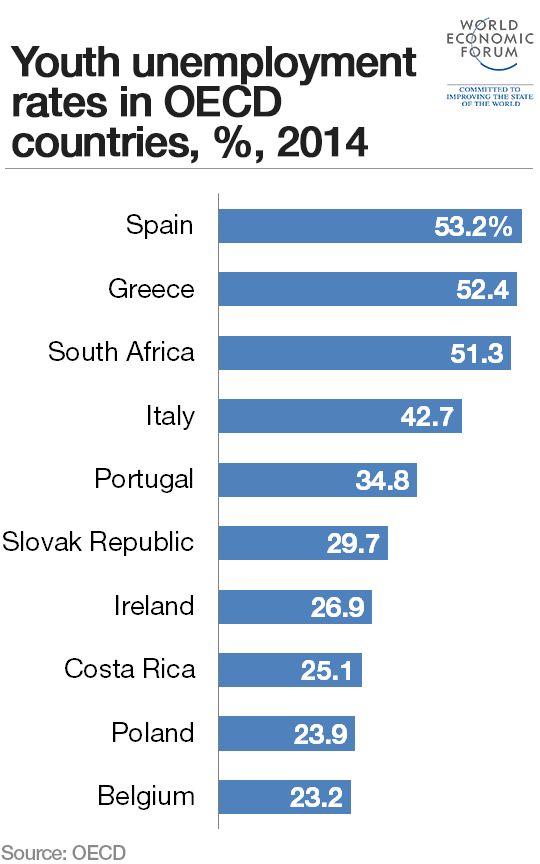 WORLD
ECONOMIC
FORUM
COMMITTED TO
IMPROVING THE STATE
OF THE WORLD
Youth unemployment
rates in OECD
countries, %, 2014
Spain 53.2%
Greece 52.4
South Africa 51.3
Italy 42.7
Portugal 34.8
Slovak Republic 29.7
Ireland 26.9
Costa Rica 25.1
Poland 23.9
Belgium 23.2
Source: OECD